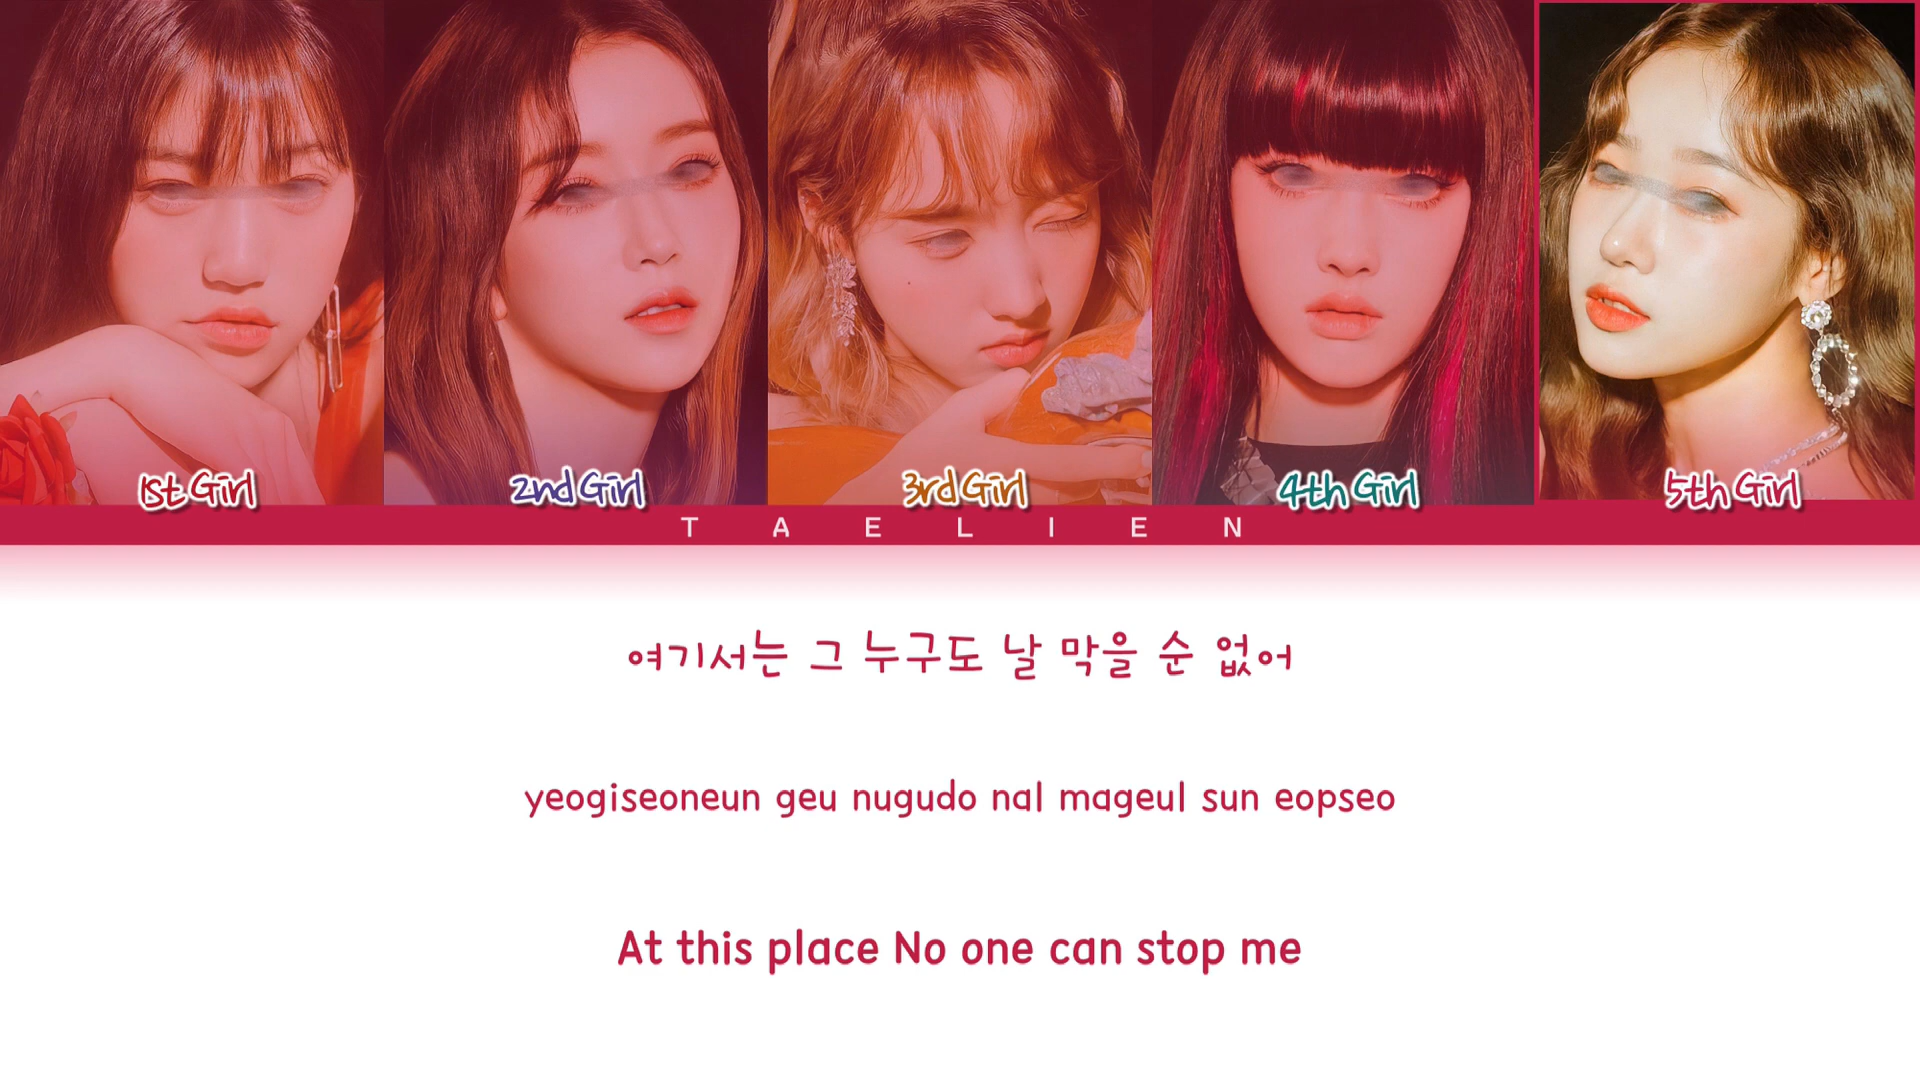 1st Girl
2nd Girl
3rd Girl
4th Girl
5th Girl
TAELIEN
여기서는 그 누구도 날 막을 순 없어
yeogiseoneun geu nugudo nal mageul sun eopseo
At this place No one can stop me